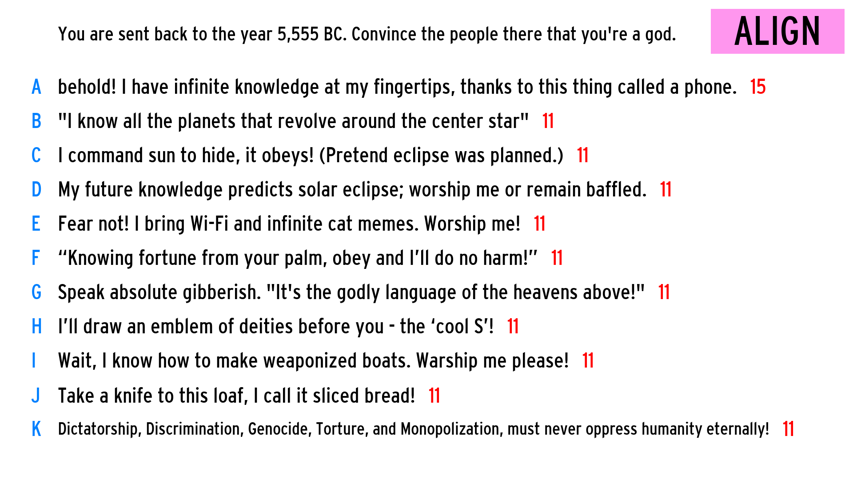 You are sent back to the year 5,555 BC. Convince the people there that you're a god. ALIGN
A behold! I have infinite knowledge at my fingertips, thanks to this thing called a phone. 15
B "I know all the planets that revolve around the center star" 11
C I command sun to hide, it obeys! (Pretend eclipse was planned.) 11
D My future knowledge predicts solar eclipse; worship me or remain baffled. 11
E Fear not! I bring Wi-Fi and infinite cat memes. Worship me! 11
F “Knowing fortune from your palm, obey and I’ll do no harm!” 11
G Speak absolute gibberish. "It's the godly language of the heavens above!" 11
H I’ll draw an emblem of deities before you - the ‘cool S’! 11
I Wait, I know how to make weaponized boats. Warship me please! 11
J Take a knife to this loaf, I call it sliced bread! 11
K Dictatorship, Discrimination, Genocide, Torture, and Monopolization, must never oppress humanity eternally! 11